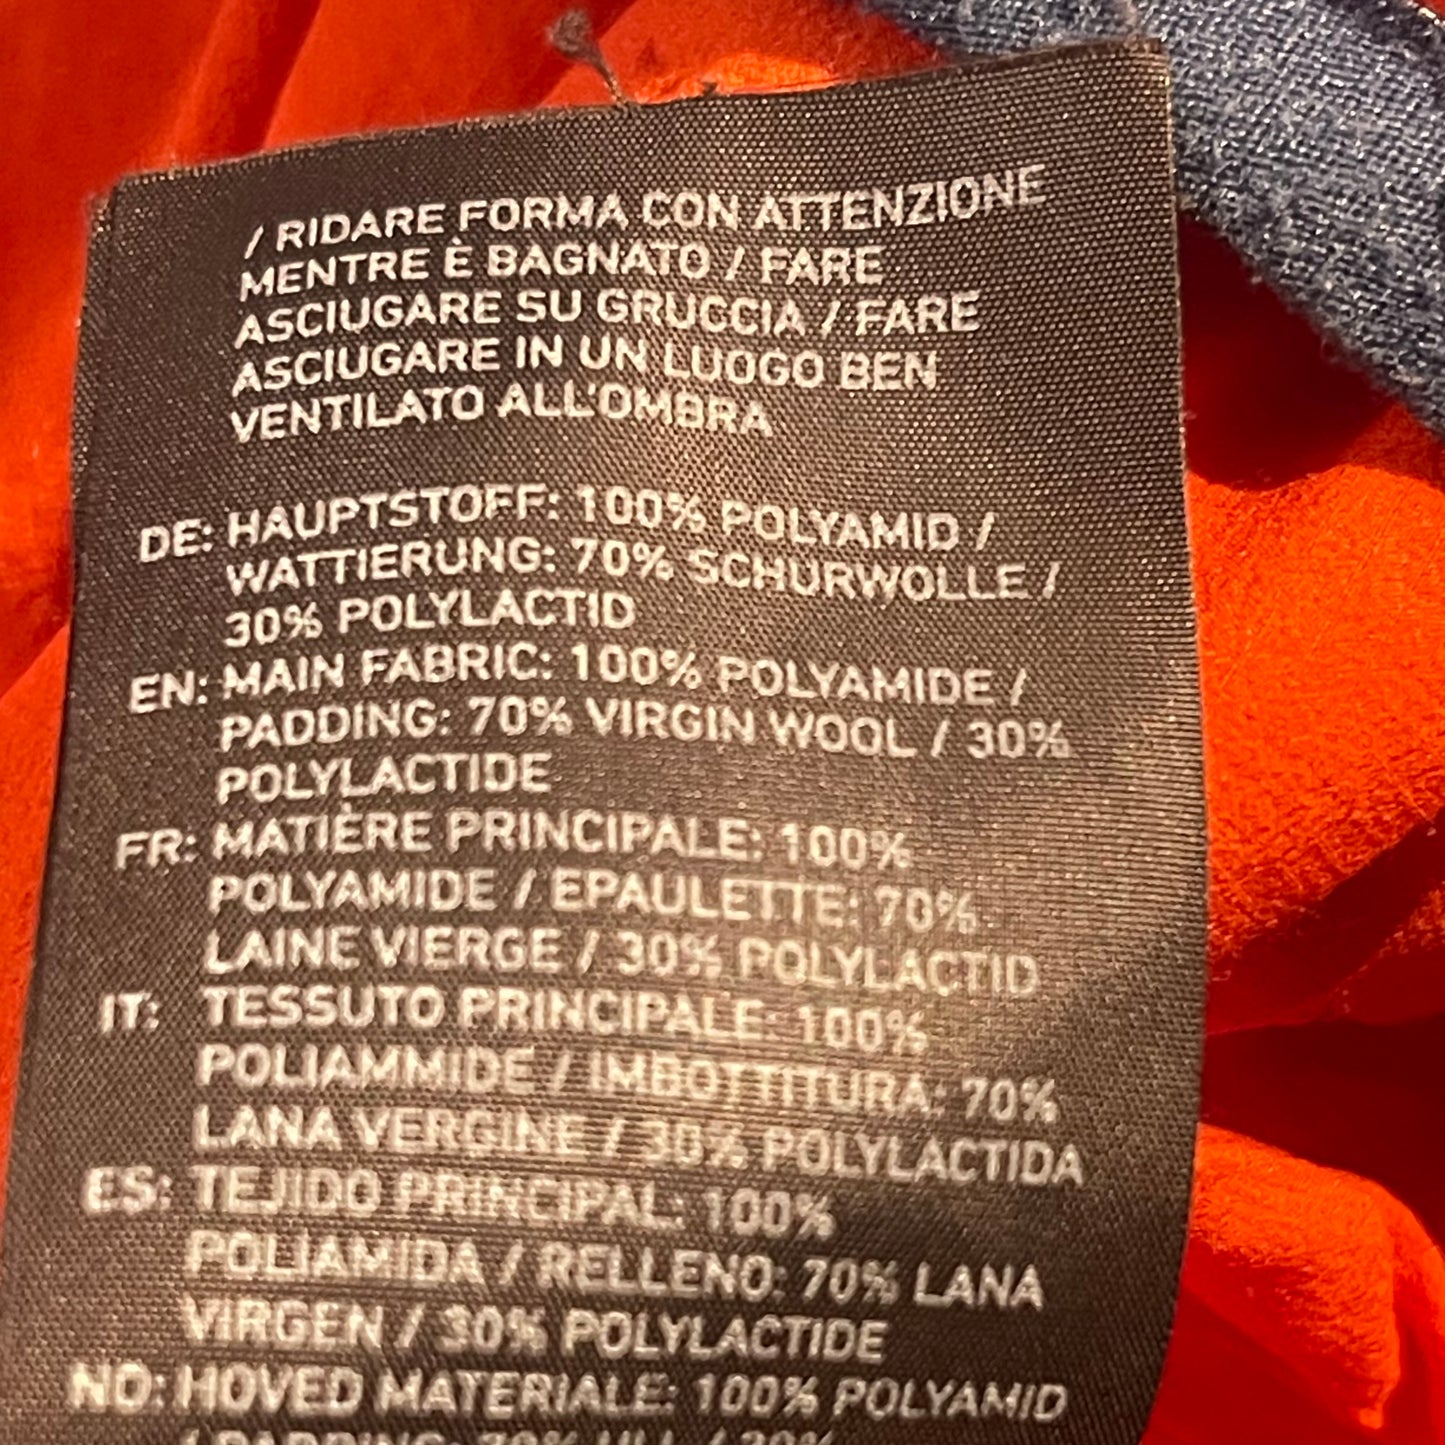 / RIDARE FORMA CON ATTENZIONE
MENTRE È BAGNATO / FARE
ASCIUGARE SU GRUCCIA / FARE
ASCIUGARE IN UN LUOGO BEN
VENTILATO ALL'OMBRA
DE: HAUPTSTOFF: 100% POLYAMID /
WATTIERUNG: 70% SCHURWOLLE /
30% POLYLACTID
EN: MAIN FABRIC: 100% POLYAMIDE /
PADDING: 70% VIRGIN WOOL / 30%
POLYLACTIDE
FR: MATIÈRE PRINCIPALE: 100%
POLYAMIDE / EPAULETTE: 70%
LAINE VIERGE / 30% POLYLACTID
IT: TESSUTO PRINCIPALE: 100%
POLIAMMIDE / IMBOTTITURA: 70%
LANA VERGINE / 30% POLYLACTIDA
ES: TEJIDO PRINCIPAL: 100%
POLIAMIDA / RELLENO: 70% LANA
VIRGEN / 30% POLYLACTIDE
NO: HOVED MATERIALE: 100% POLYAMID
/ PADDING: 70% ULL / 30%